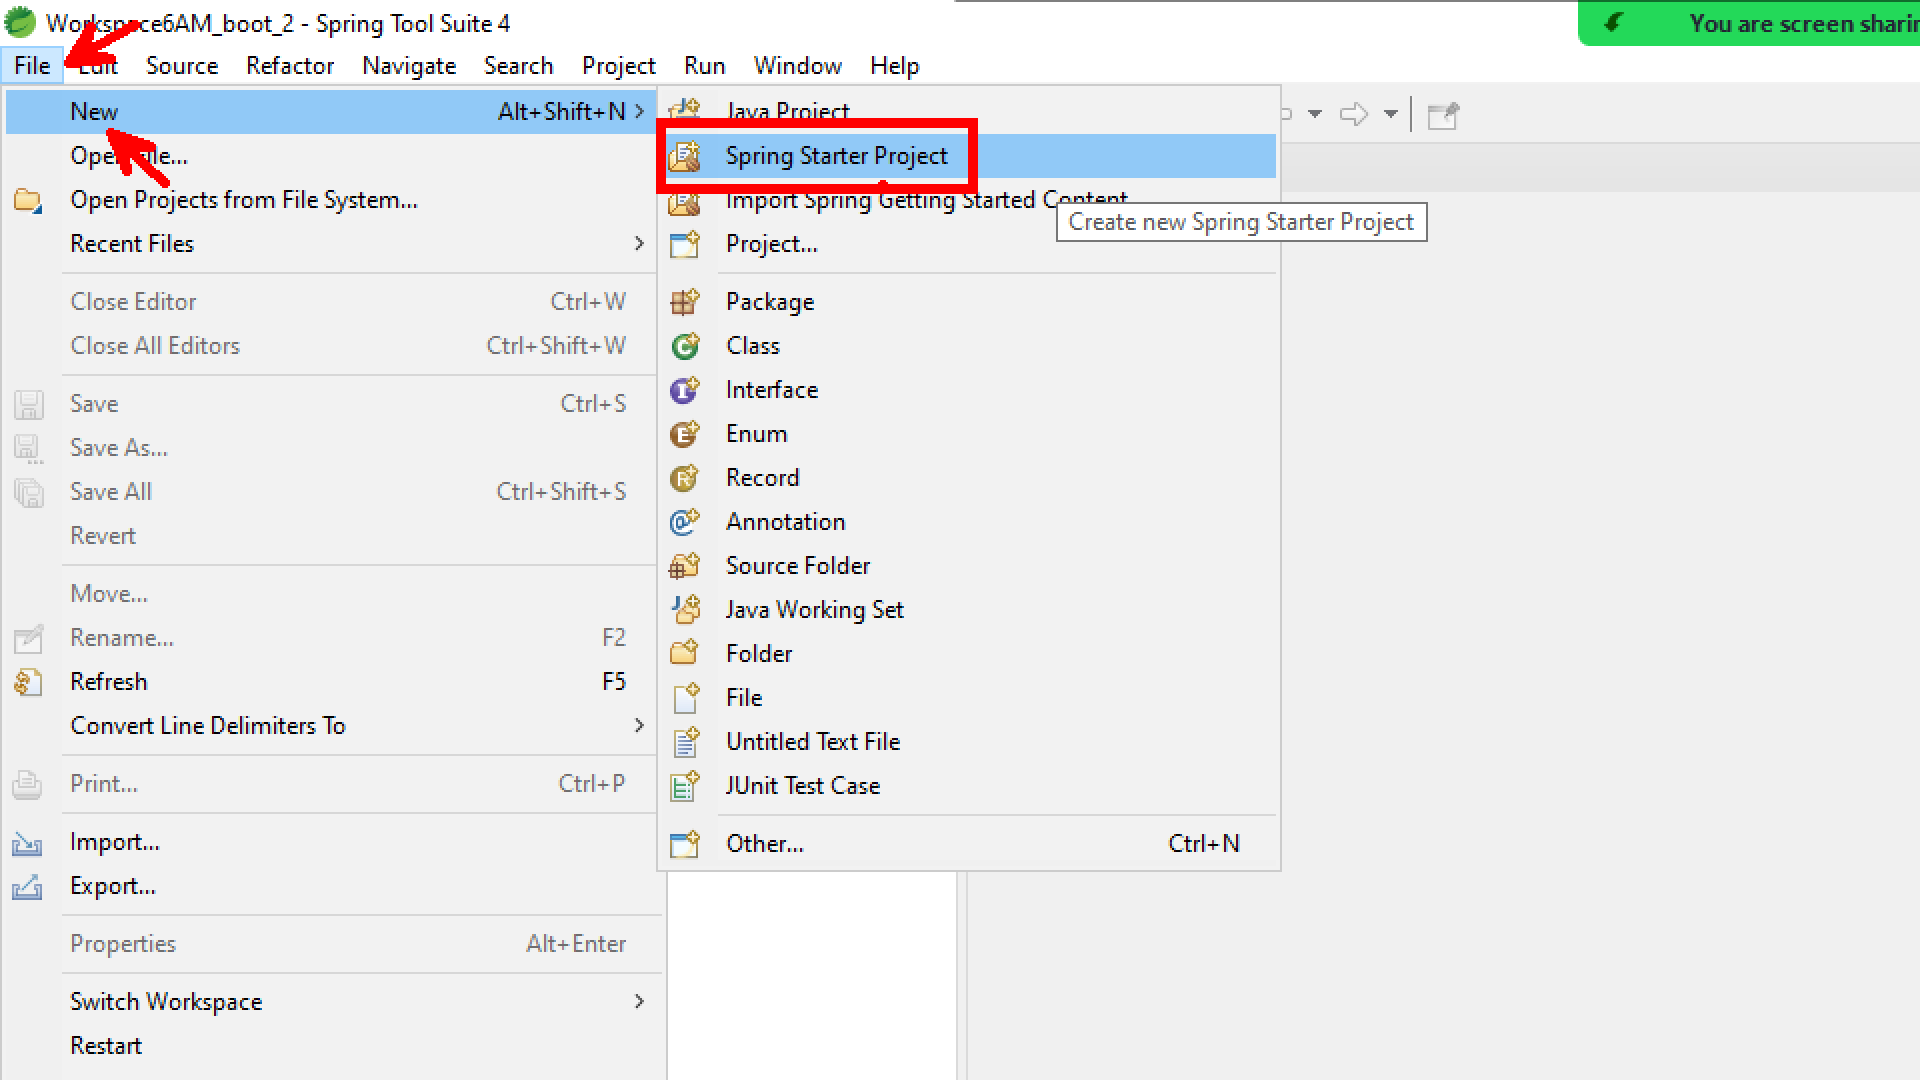 Workspace6AM_boot_2 - Spring Tool Suite 4
You are screen sharin
File Edit Source Refactor Navigate Search Project Run Window Help
New Alt+Shift+N
Open File...
Open Projects from File System...
Recent Files
Close Editor Ctrl+W
Close All Editors Ctrl+Shift+W
Save Ctrl+S
Save As...
Save All Ctrl+Shift+S
Revert
Move...
Rename... F2
Refresh F5
Convert Line Delimiters To
Print... Ctrl+P
Import...
Export...
Properties Alt+Enter
Switch Workspace
Restart
Java Project
Spring Starter Project
Import Spring Getting Started Content
Create new Spring Starter Project
Project...
Package
Class
Interface
Enum
Record
Annotation
Source Folder
Java Working Set
Folder
File
Untitled Text File
JUnit Test Case
Other... Ctrl+N